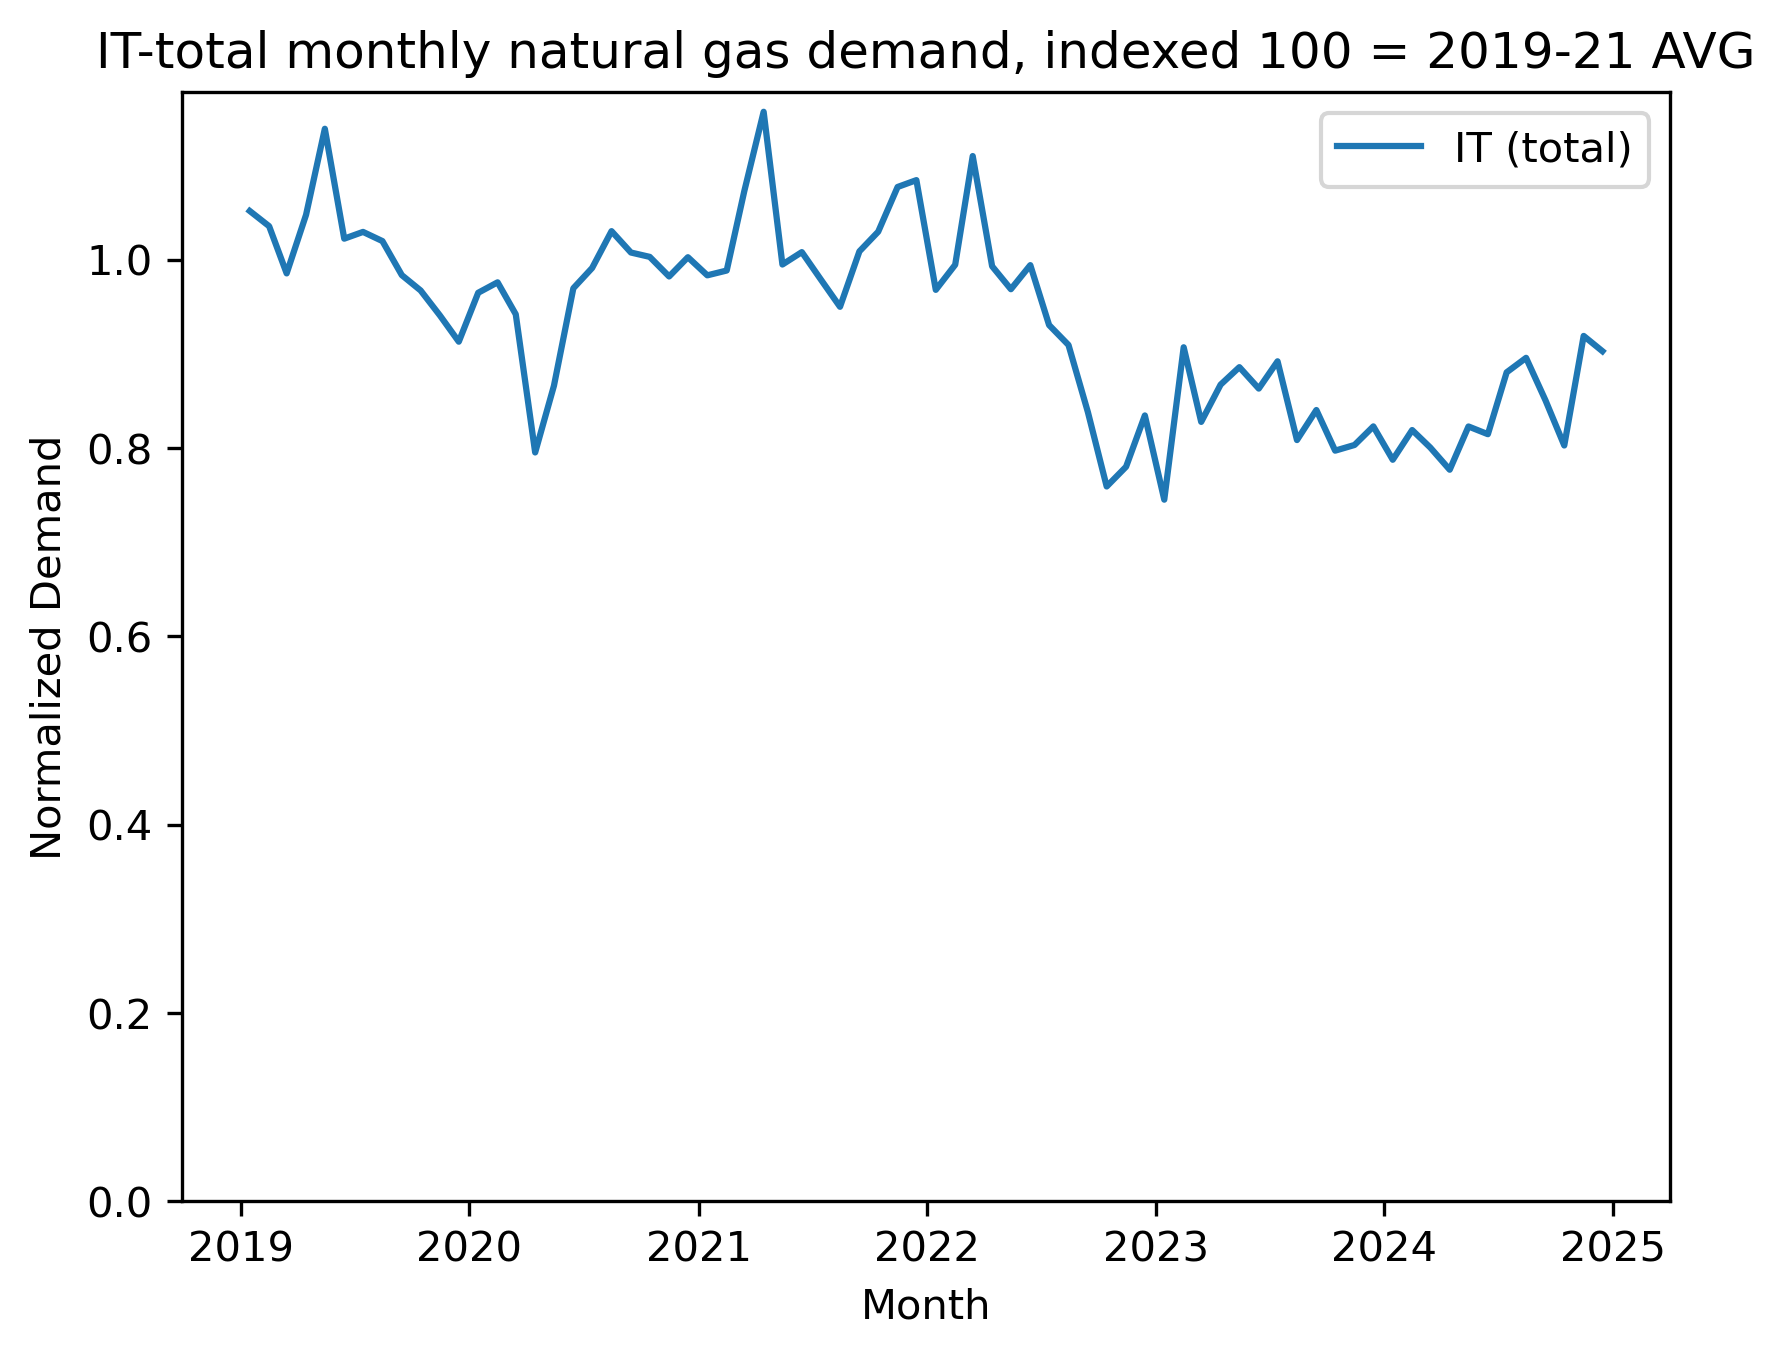 IT-total monthly natural gas demand, indexed 100 = 2019-21 AVG
IT (total)
Normalized Demand
1.0
0.8
0.6
0.4
0.2
0.0
2019 2020 2021 2022 2023 2024 2025
Month